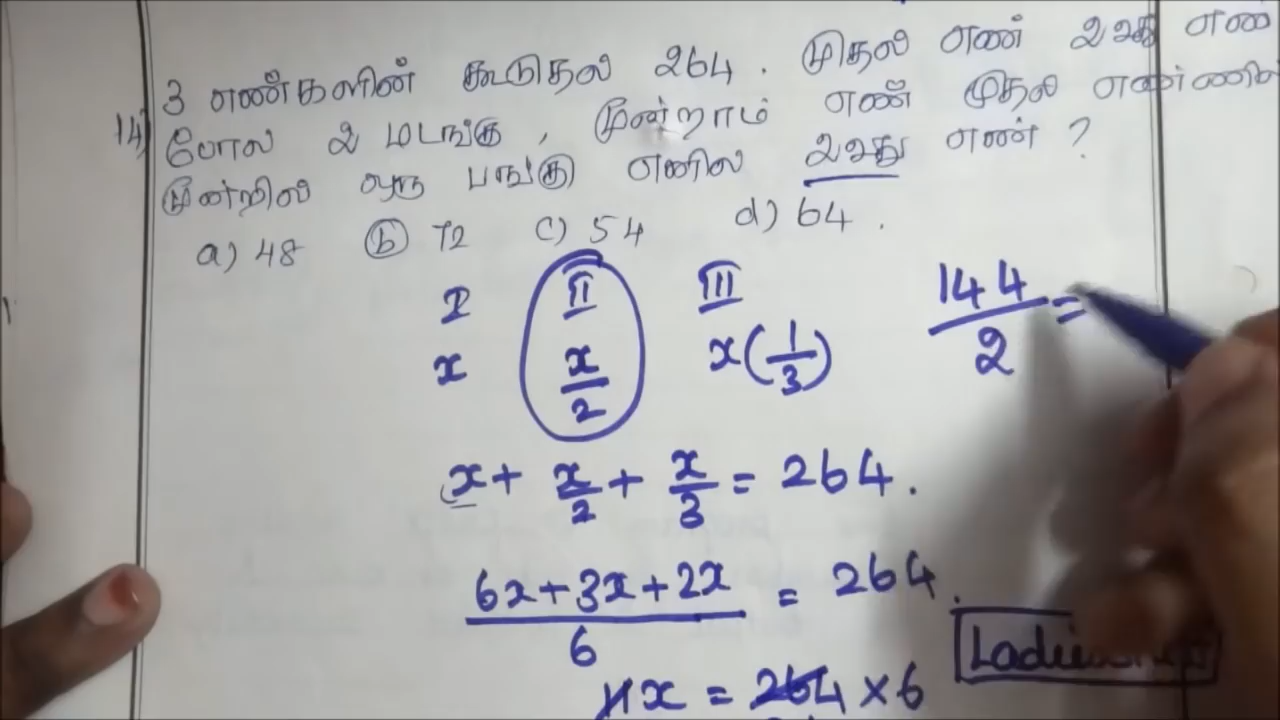 3 எண்களின் கூடுதல் 264. முதல் எண் 2வது எண்
14) போல 2 மடங்கு, மூன்றாம் எண் முதல் எண்ணின்
மூன்றில் ஒரு பங்கு எனில் 2வது எண்?
a) 48 b) 72 c) 54 d) 64.
I II III
x x/2 x(1/3)
144/2 =
x + x/2 + x/3 = 264.
(6x+3x+2x)/6 = 264.
11x = 264 x 6